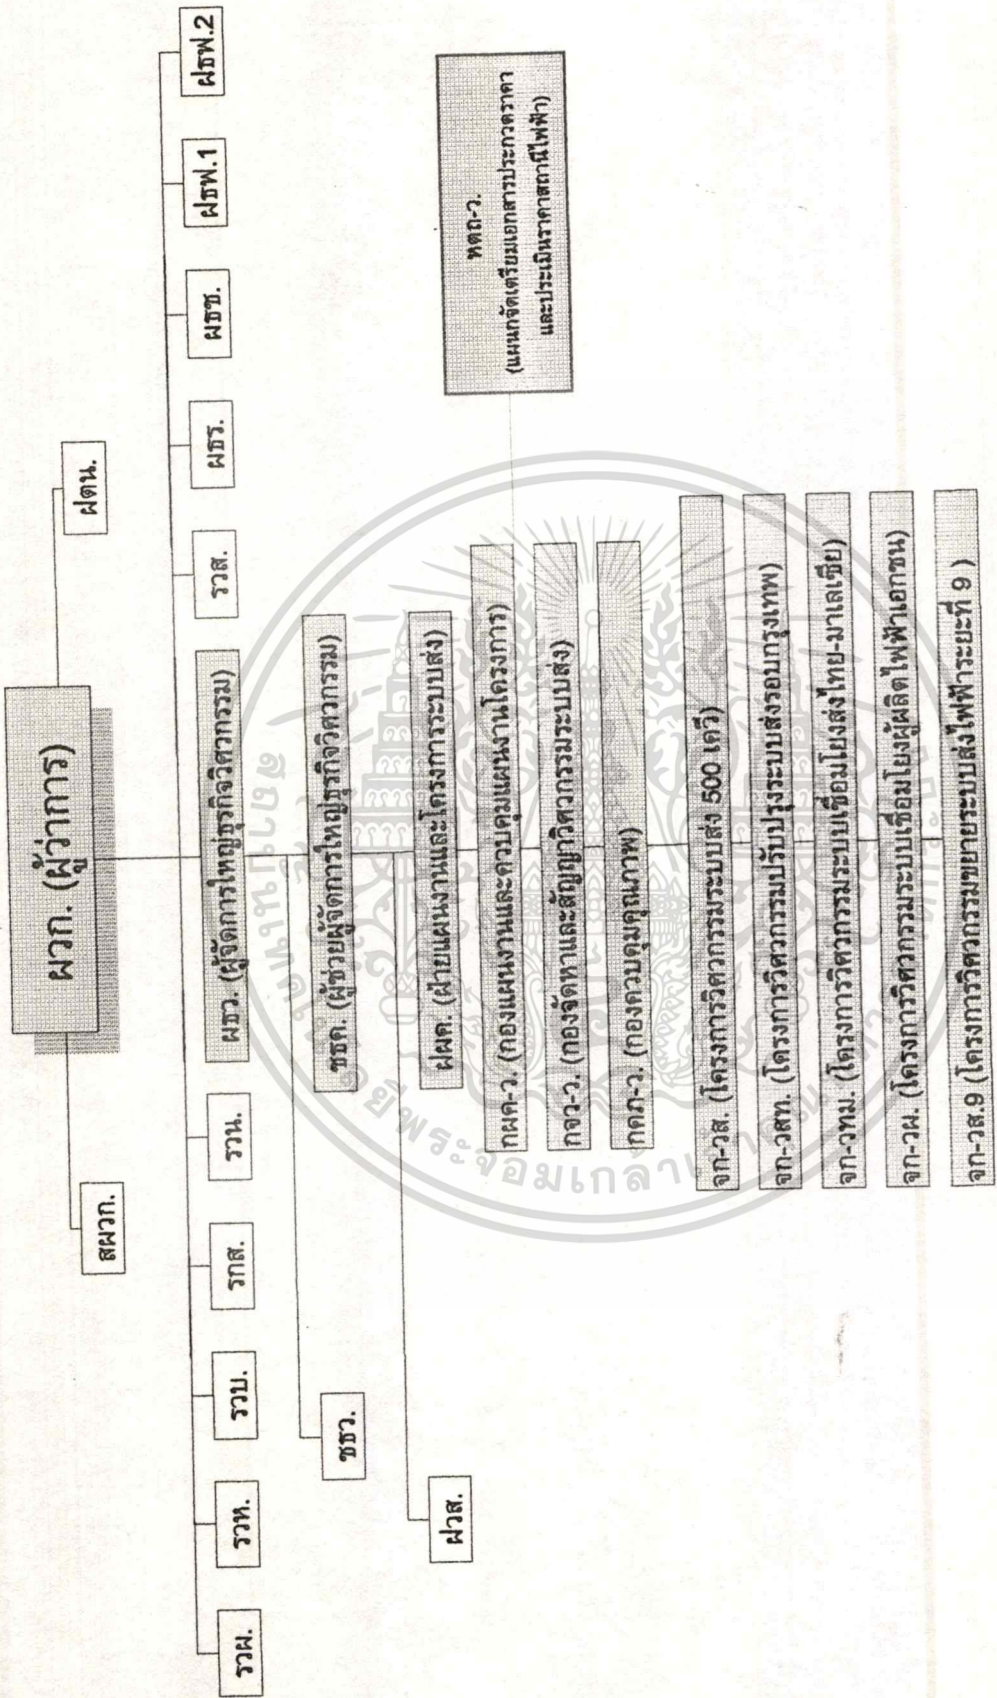 ผวก. (ผู้ว่าการ)
สผวก.
ฝตน.
รวผ.
รวห.
รวบ.
รกส.
รวน.
ผธว. (ผู้จัดการใหญ่ธุรกิจวิศวกรรม)
รวส.
ผธร.
ผธช.
ผธฟ.1
ผธฟ.2
ชธว.
ชธค. (ผู้ช่วยผู้จัดการใหญ่ธุรกิจวิศวกรรม)
ฝวส.
ฝผค. (ฝ่ายแผนงานและโครงการระบบส่ง)
หตถ-ว.
(แผนกจัดเตรียมเอกสารประกวดราคา
และประเมินราคาสถานีไฟฟ้า)
กผค-ว. (กองแผนงานและควบคุมแผนงานโครงการ)
กจว-ว. (กองจัดหาและสัญญาวิศวกรรมระบบส่ง)
กคภ-ว. (กองควบคุมคุณภาพ)
จก-วส. (โครงการวิศวกรรมระบบส่ง 500 เควี)
จก-วสท. (โครงการวิศวกรรมปรับปรุงระบบส่งรอบกรุงเทพ)
จก-วทม. (โครงการวิศวกรรมระบบเชื่อมโยงส่งไทย-มาเลเซีย)
จก-วผ. (โครงการวิศวกรรมระบบเชื่อมโยงผู้ผลิตไฟฟ้าเอกชน)
จก-วส.9 (โครงการวิศวกรรมขยายระบบส่งไฟฟ้าระยะที่ 9 )